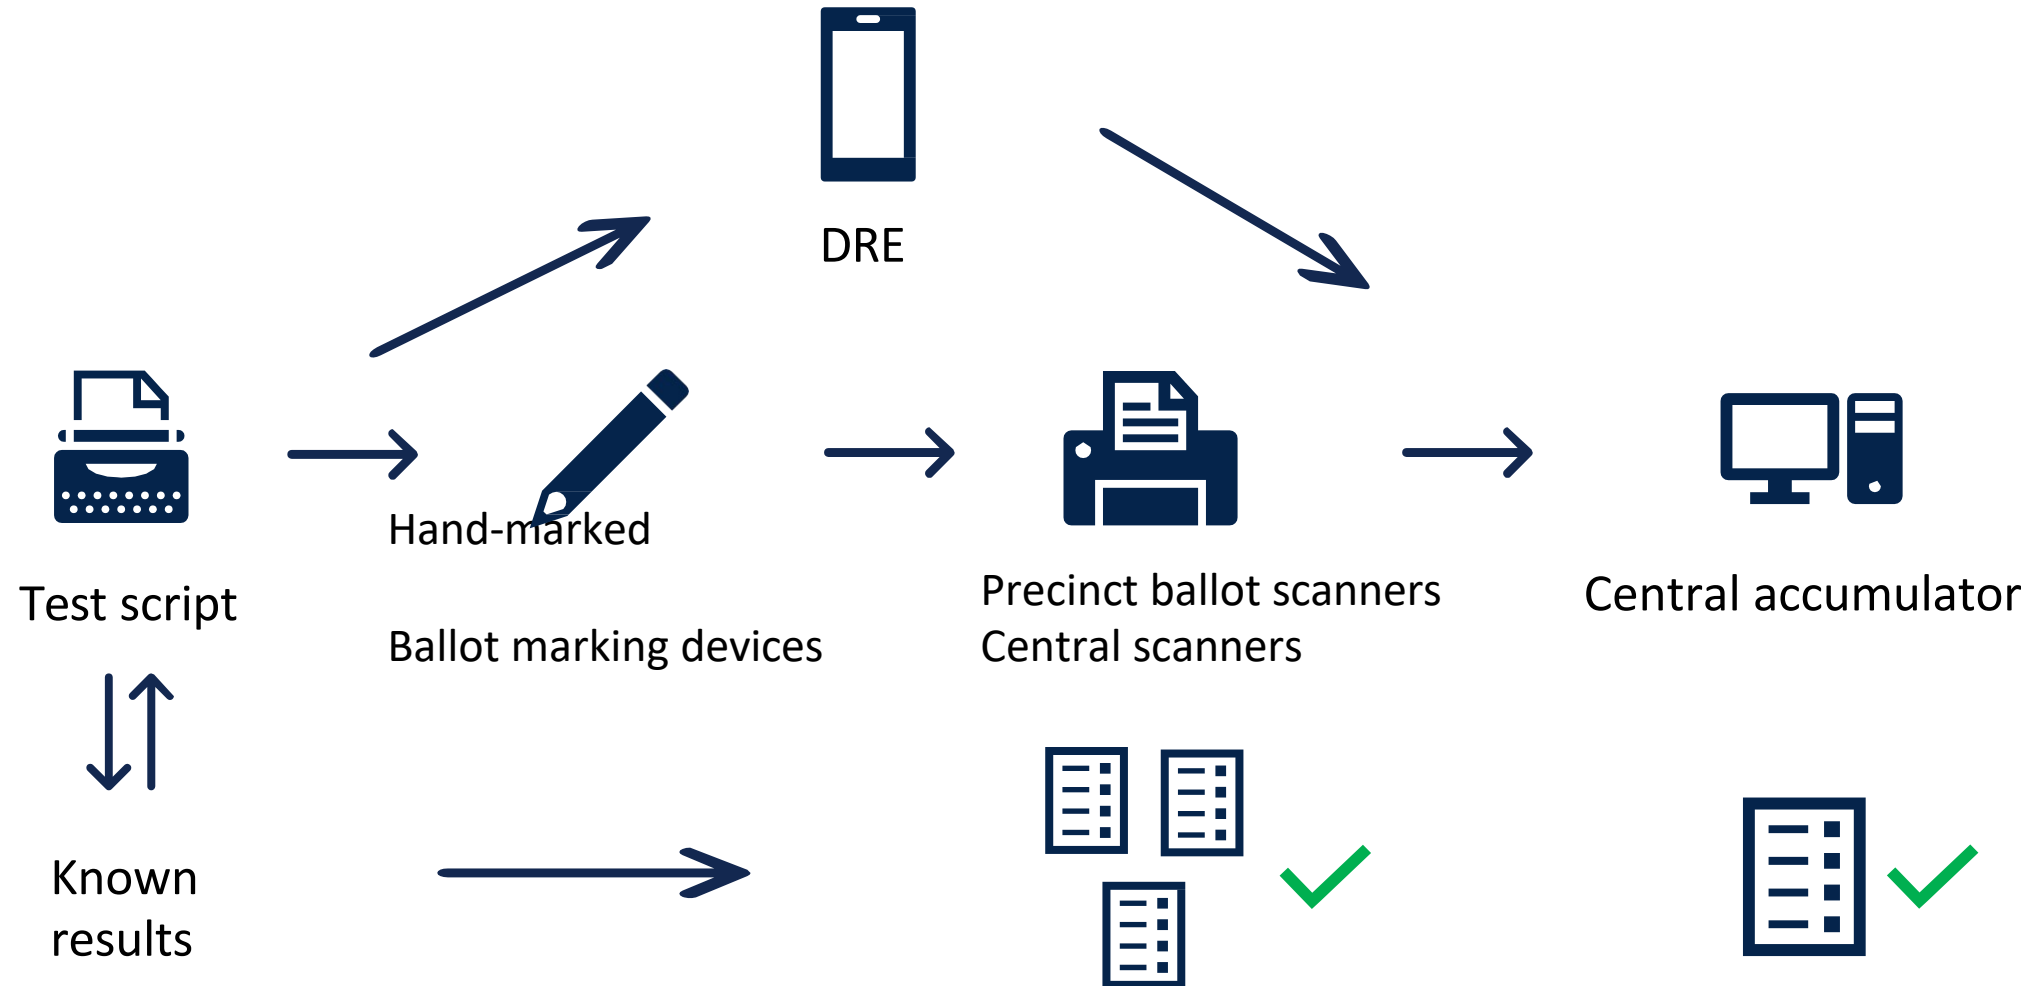 DRE
Test script
Hand-marked
Ballot marking devices
Precinct ballot scanners
Central scanners
Central accumulator
Known
results